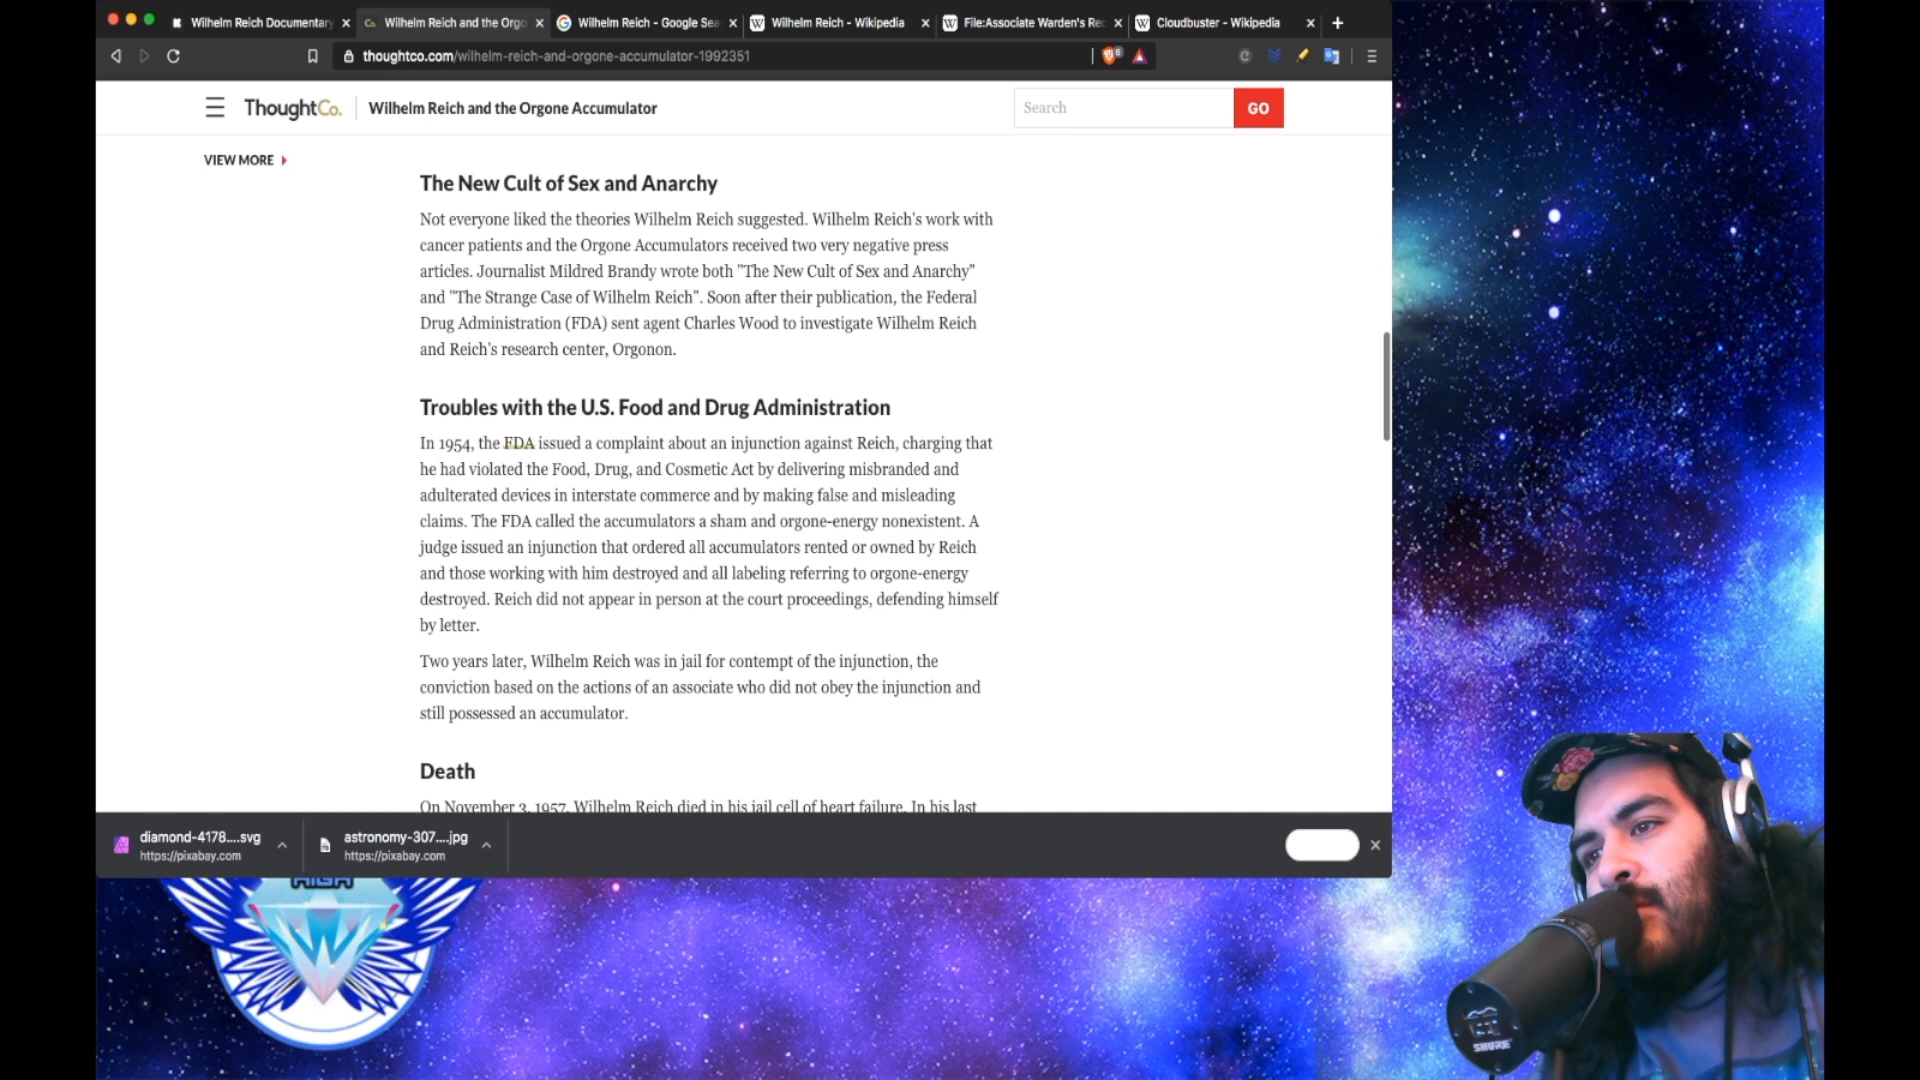 Wilhelm Reich Documentary
Wilhelm Reich and the Orgo
Wilhelm Reich - Google Sea
Wilhelm Reich - Wikipedia
File:Associate Warden's Rec
Cloudbuster - Wikipedia
thoughtco.com/wilhelm-reich-and-orgone-accumulator-1992351
ThoughtCo.
Wilhelm Reich and the Orgone Accumulator
Search
GO
VIEW MORE
The New Cult of Sex and Anarchy
Not everyone liked the theories Wilhelm Reich suggested. Wilhelm Reich's work with
cancer patients and the Orgone Accumulators received two very negative press
articles. Journalist Mildred Brandy wrote both "The New Cult of Sex and Anarchy"
and "The Strange Case of Wilhelm Reich". Soon after their publication, the Federal
Drug Administration (FDA) sent agent Charles Wood to investigate Wilhelm Reich
and Reich's research center, Orgonon.
Troubles with the U.S. Food and Drug Administration
In 1954, the FDA issued a complaint about an injunction against Reich, charging that
he had violated the Food, Drug, and Cosmetic Act by delivering misbranded and
adulterated devices in interstate commerce and by making false and misleading
claims. The FDA called the accumulators a sham and orgone-energy nonexistent. A
judge issued an injunction that ordered all accumulators rented or owned by Reich
and those working with him destroyed and all labeling referring to orgone-energy
destroyed. Reich did not appear in person at the court proceedings, defending himself
by letter.
Two years later, Wilhelm Reich was in jail for contempt of the injunction, the
conviction based on the actions of an associate who did not obey the injunction and
still possessed an accumulator.
Death
On November 3, 1957, Wilhelm Reich died in his jail cell of heart failure. In his last
diamond-4178....svg
https://pixabay.com
astronomy-307....jpg
https://pixabay.com
HIGH
W
SHURE